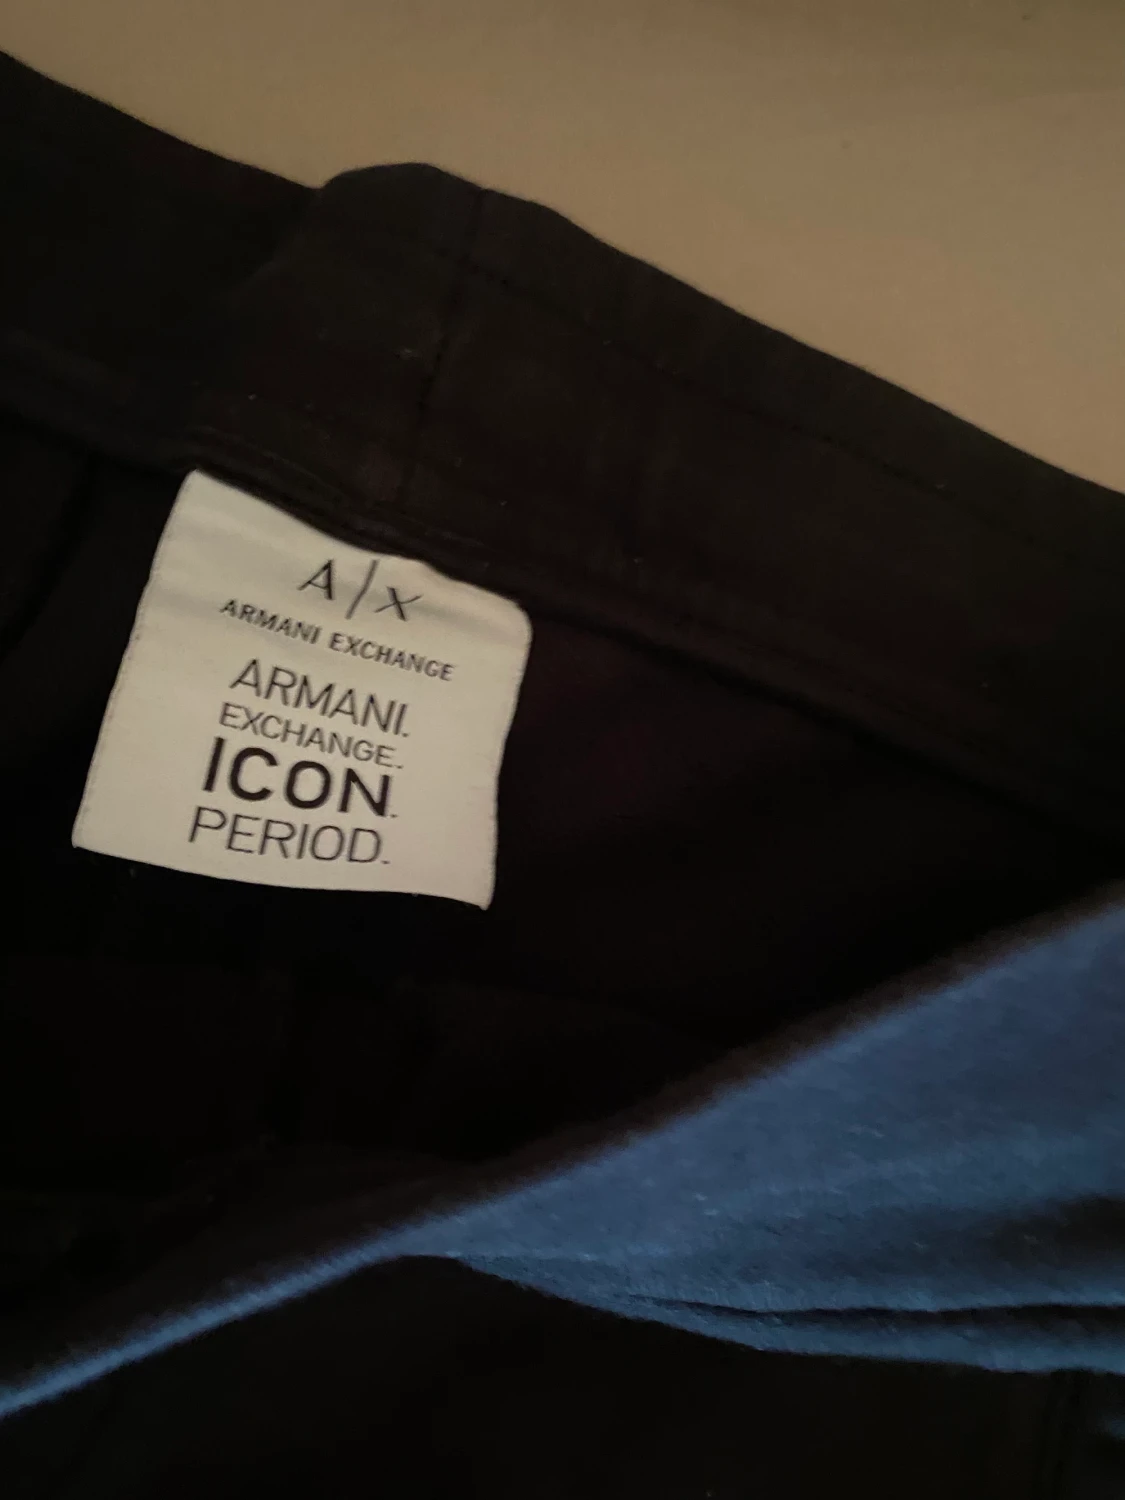 A/X
ARMANI EXCHANGE
ARMANI.
EXCHANGE.
ICON.
PERIOD.